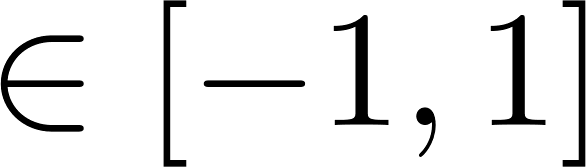 ∈ [−1, 1]